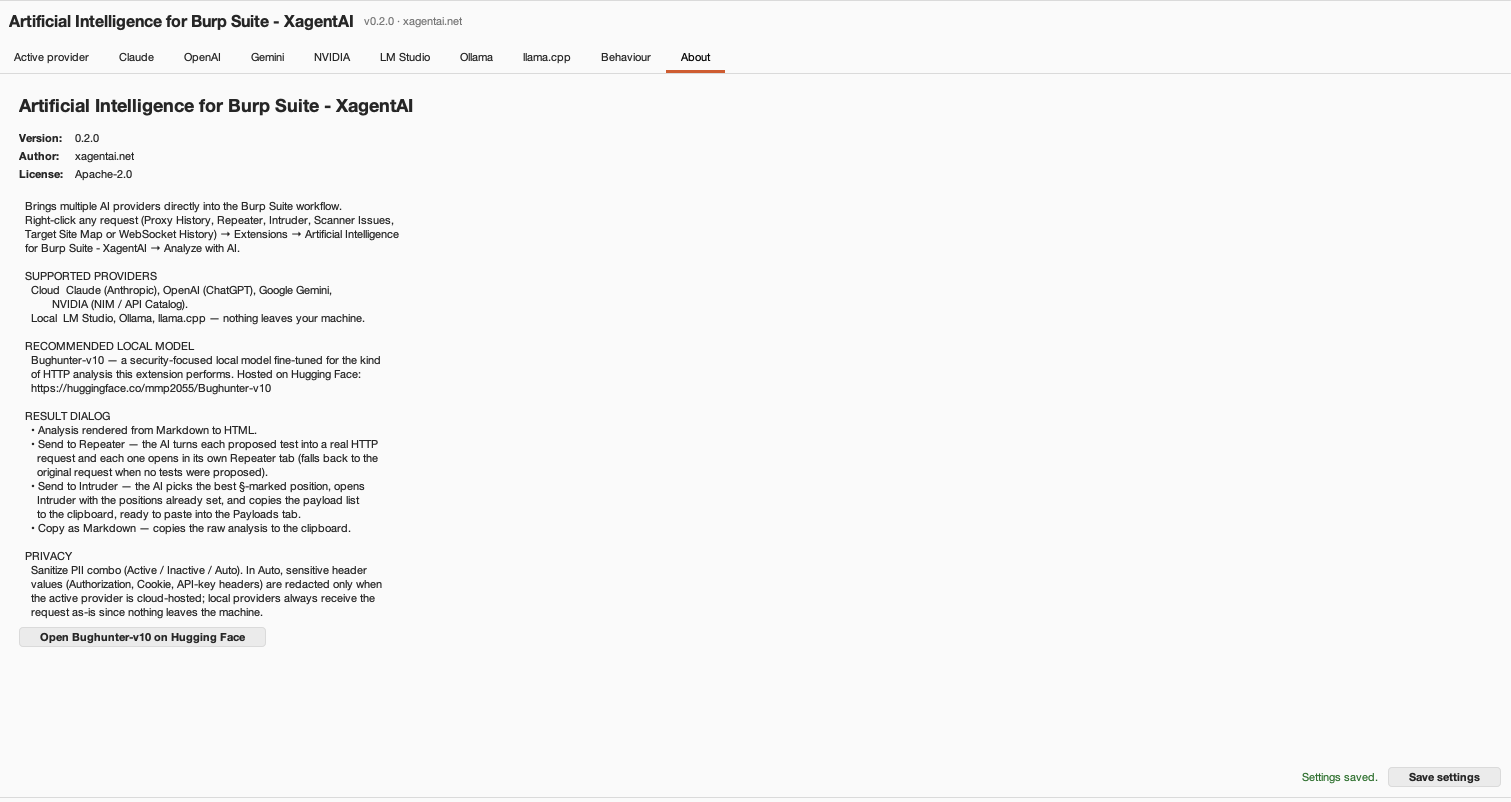 Artificial Intelligence for Burp Suite - XagentAI v0.2.0 · xagentai.net
Active provider Claude OpenAI Gemini NVIDIA LM Studio Ollama llama.cpp Behaviour About
Artificial Intelligence for Burp Suite - XagentAI
Version: 0.2.0
Author: xagentai.net
License: Apache-2.0
Brings multiple AI providers directly into the Burp Suite workflow.
Right-click any request (Proxy History, Repeater, Intruder, Scanner Issues,
Target Site Map or WebSocket History) → Extensions → Artificial Intelligence
for Burp Suite - XagentAI → Analyze with AI.
SUPPORTED PROVIDERS
Cloud Claude (Anthropic), OpenAI (ChatGPT), Google Gemini,
NVIDIA (NIM / API Catalog).
Local LM Studio, Ollama, llama.cpp — nothing leaves your machine.
RECOMMENDED LOCAL MODEL
Bughunter-v10 — a security-focused local model fine-tuned for the kind
of HTTP analysis this extension performs. Hosted on Hugging Face:
https://huggingface.co/mmp2055/Bughunter-v10
RESULT DIALOG
• Analysis rendered from Markdown to HTML.
• Send to Repeater — the AI turns each proposed test into a real HTTP
request and each one opens in its own Repeater tab (falls back to the
original request when no tests were proposed).
• Send to Intruder — the AI picks the best §-marked position, opens
Intruder with the positions already set, and copies the payload list
to the clipboard, ready to paste into the Payloads tab.
• Copy as Markdown — copies the raw analysis to the clipboard.
PRIVACY
Sanitize PII combo (Active / Inactive / Auto). In Auto, sensitive header
values (Authorization, Cookie, API-key headers) are redacted only when
the active provider is cloud-hosted; local providers always receive the
request as-is since nothing leaves the machine.
Open Bughunter-v10 on Hugging Face
Settings saved. Save settings